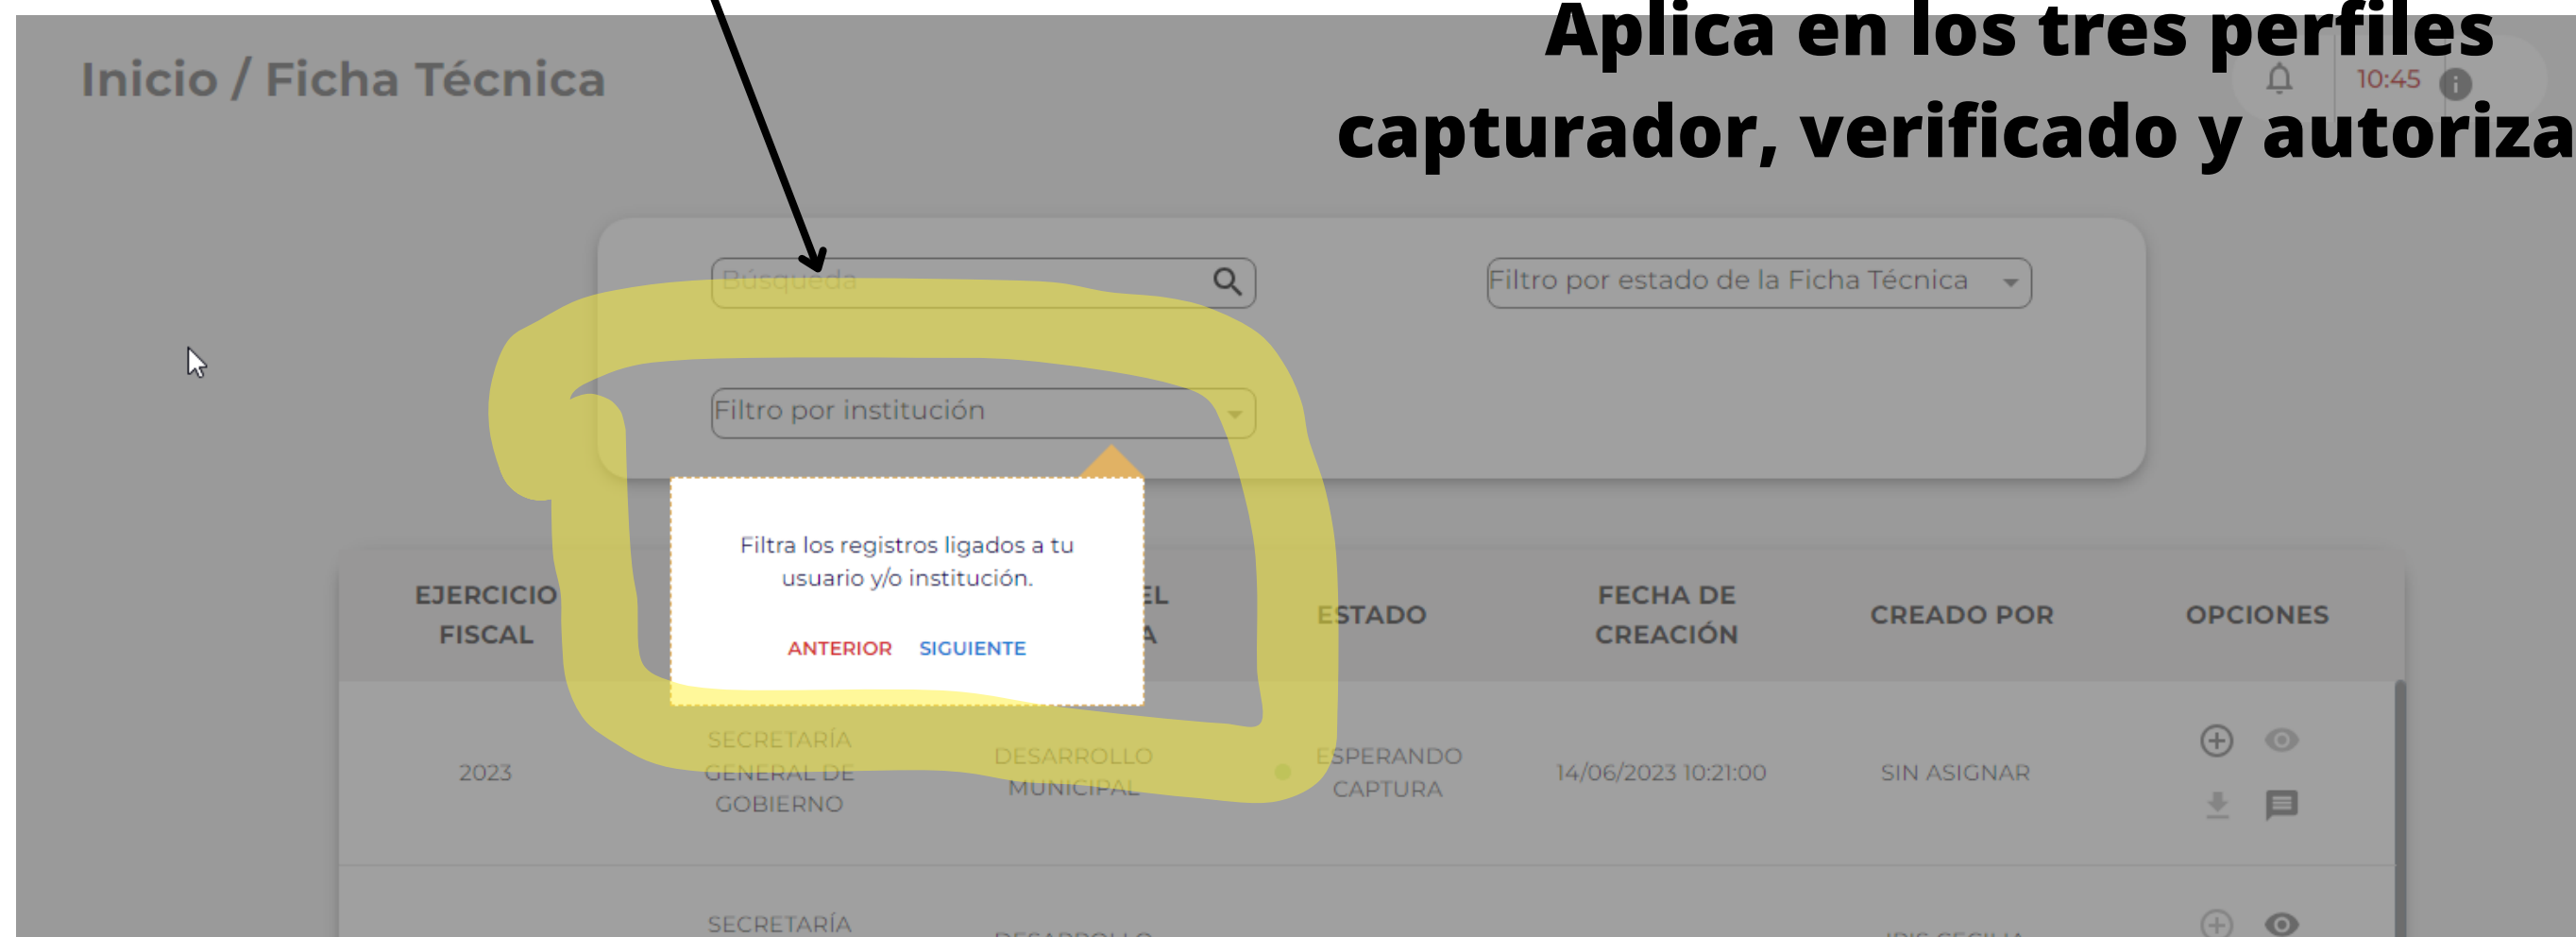 Aplica en los tres perfiles
capturador, verificado y autoriza
Inicio / Ficha Técnica
10:45
Búsqueda
Filtro por estado de la Ficha Técnica
Filtro por institución
Filtra los registros ligados a tu
usuario y/o institución.
ANTERIOR SIGUIENTE
EJERCICIO
FISCAL
EL
A
ESTADO
FECHA DE
CREACIÓN
CREADO POR
OPCIONES
2023
SECRETARÍA
GENERAL DE
GOBIERNO
DESARROLLO
MUNICIPAL
ESPERANDO
CAPTURA
14/06/2023 10:21:00
SIN ASIGNAR
SECRETARÍA
DESARROLLO